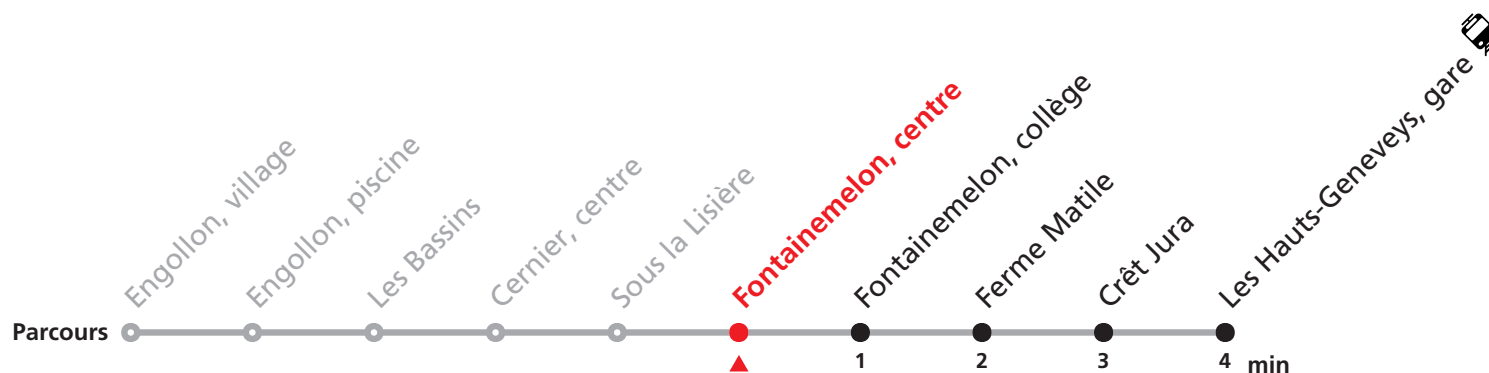 Engollon, village
Engollon, piscine
Les Bassins
Cernier, centre
Sous la Lisière
Fontainemelon, centre
Fontainemelon, collège
Ferme Matile
Crêt Jura
Les Hauts-Geneveys, gare
Parcours
1 2 3 4 min